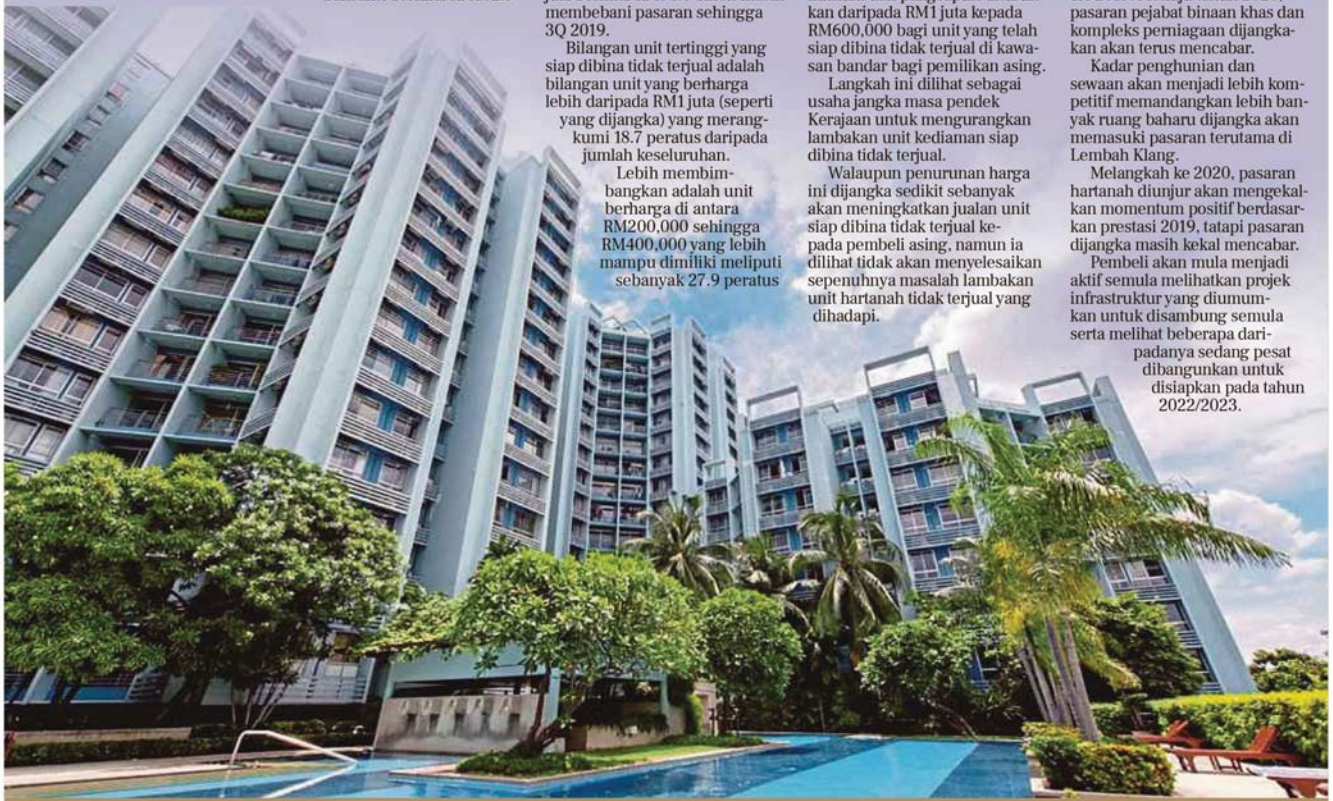 membebani pasaran sehingga
3Q 2019.
Bilangan unit tertinggi yang
siap dibina tidak terjual adalah
bilangan unit yang berharga
lebih daripada RM1 juta (seperti
yang dijangka) yang merang-
kumi 18.7 peratus daripada
jumlah keseluruhan.
Lebih membim-
bangkan adalah unit
berharga di antara
RM200,000 sehingga
RM400,000 yang lebih
mampu dimiliki meliputi
sebanyak 27.9 peratus
kan daripada RM1 juta kepada
RM600,000 bagi unit yang telah
siap dibina tidak terjual di kawa-
san bandar bagi pemilikan asing.
Langkah ini dilihat sebagai
usaha jangka masa pendek
Kerajaan untuk mengurangkan
lambakan unit kediaman siap
dibina tidak terjual.
Walaupun penurunan harga
ini dijangka sedikit sebanyak
akan meningkatkan jualan unit
siap dibina tidak terjual ke-
pada pembeli asing, namun ia
dilihat tidak akan menyelesaikan
sepenuhnya masalah lambakan
unit hartanah tidak terjual yang
dihadapi.
pasaran pejabat binaan khas dan
kompleks perniagaan dijangka-
kan akan terus mencabar.
Kadar penghunian dan
sewaan akan menjadi lebih kom-
petitif memandangkan lebih ban-
yak ruang baharu dijangka akan
memasuki pasaran terutama di
Lembah Klang.
Melangkah ke 2020, pasaran
hartanah diunjur akan mengekal-
kan momentum positif berdasar-
kan prestasi 2019, tatapi pasaran
dijangka masih kekal mencabar.
Pembeli akan mula menjadi
aktif semula melihatkan projek
infrastruktur yang diumum-
kan untuk disambung semula
serta melihat beberapa dari-
padanya sedang pesat
dibangunkan untuk
disiapkan pada tahun
2022/2023.